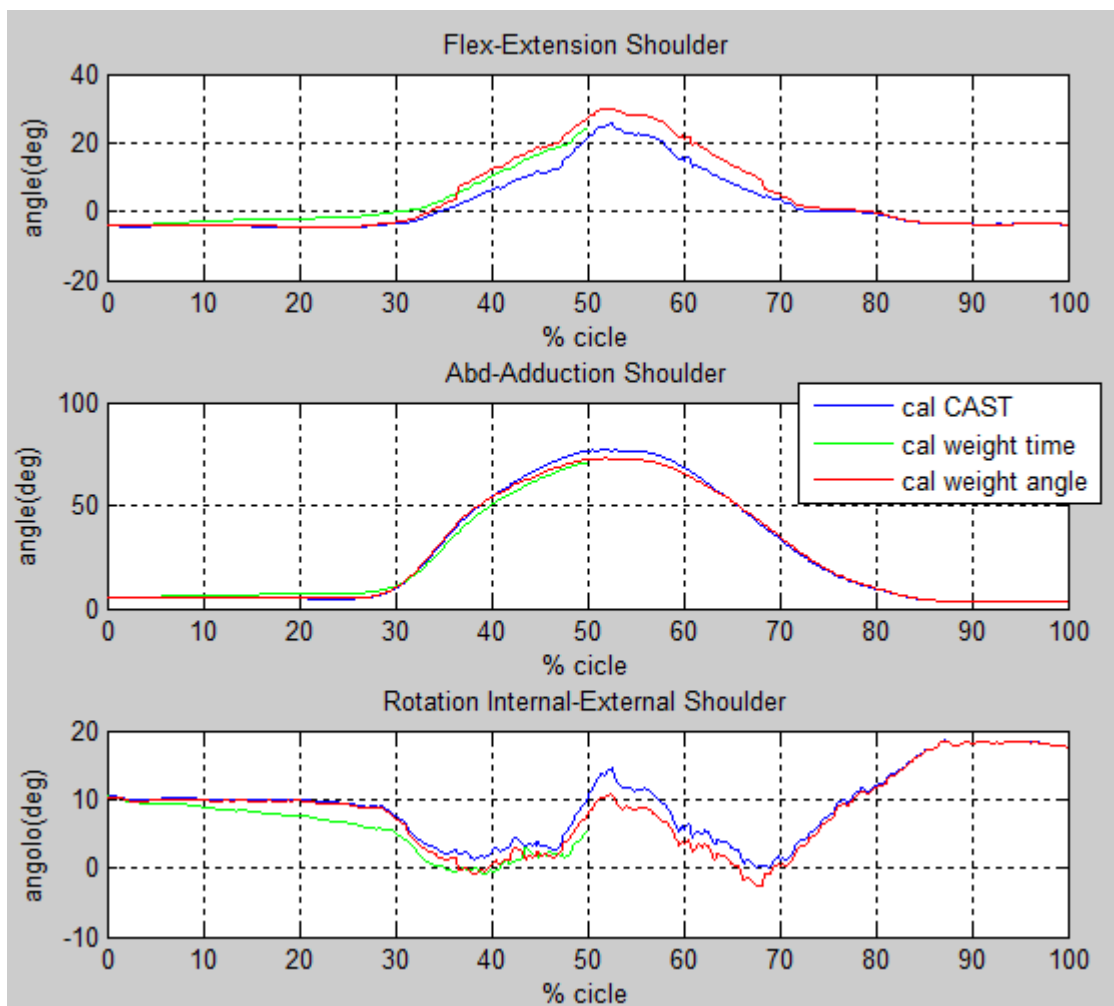 Flex-Extension Shoulder
40
20
0
-20
angle(deg)
0 10 20 30 40 50 60 70 80 90 100
% cicle
Abd-Adduction Shoulder
100
50
0
angle(deg)
cal CAST
cal weight time
cal weight angle
0 10 20 30 40 50 60 70 80 90 100
% cicle
Rotation Internal-External Shoulder
20
10
0
-10
angolo(deg)
0 10 20 30 40 50 60 70 80 90 100
% cicle